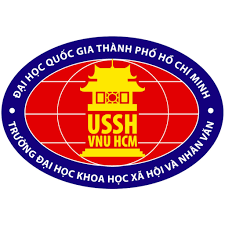 ĐẠI HỌC QUỐC GIA THÀNH PHỐ HỒ CHÍ MINH
USSH
VNU HCM
TRƯỜNG ĐẠI HỌC KHOA HỌC XÃ HỘI VÀ NHÂN VĂN